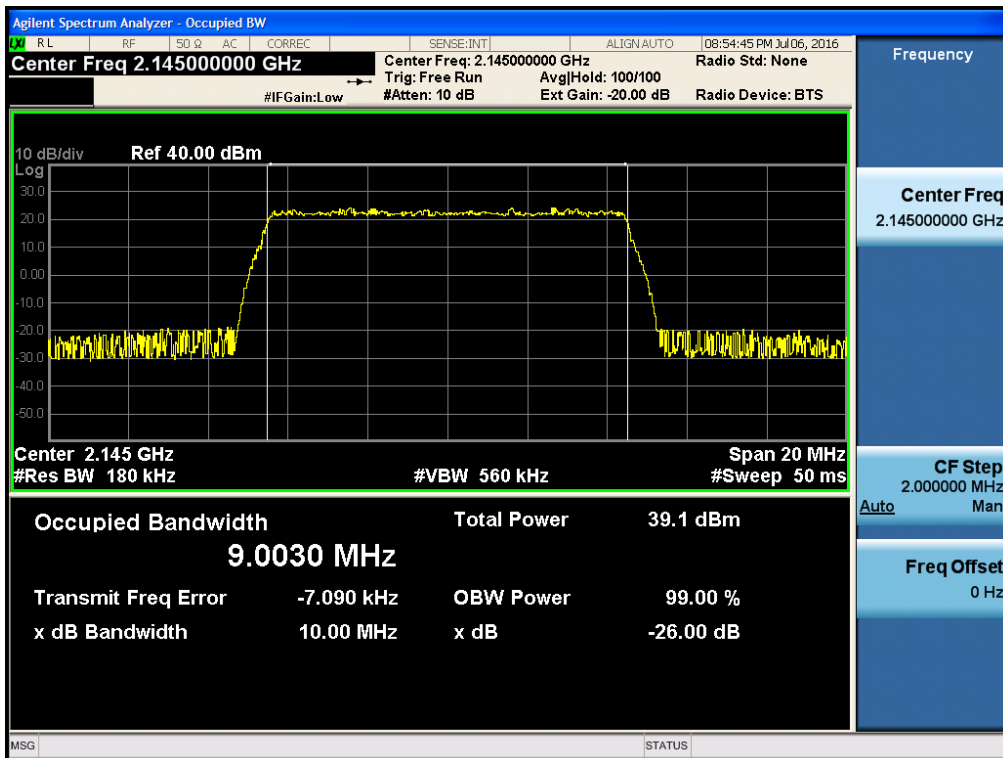 Agilent Spectrum Analyzer - Occupied BW
LXI RL RF 50 Ω AC CORREC SENSE:INT ALIGN AUTO 08:54:45 PM Jul 06, 2016
Center Freq 2.145000000 GHz Center Freq: 2.145000000 GHz Radio Std: None
Trig: Free Run Avg|Hold: 100/100
#IFGain:Low #Atten: 10 dB Ext Gain: -20.00 dB Radio Device: BTS
10 dB/div Ref 40.00 dBm
Log
30.0
20.0
10.0
0.00
-10.0
-20.0
-30.0
-40.0
-50.0
Center 2.145 GHz Span 20 MHz
#Res BW 180 kHz #VBW 560 kHz #Sweep 50 ms
Occupied Bandwidth Total Power 39.1 dBm
9.0030 MHz
Transmit Freq Error -7.090 kHz OBW Power 99.00 %
x dB Bandwidth 10.00 MHz x dB -26.00 dB
MSG STATUS
Frequency
Center Freq
2.145000000 GHz
CF Step
2.000000 MHz
Auto Man
Freq Offset
0 Hz